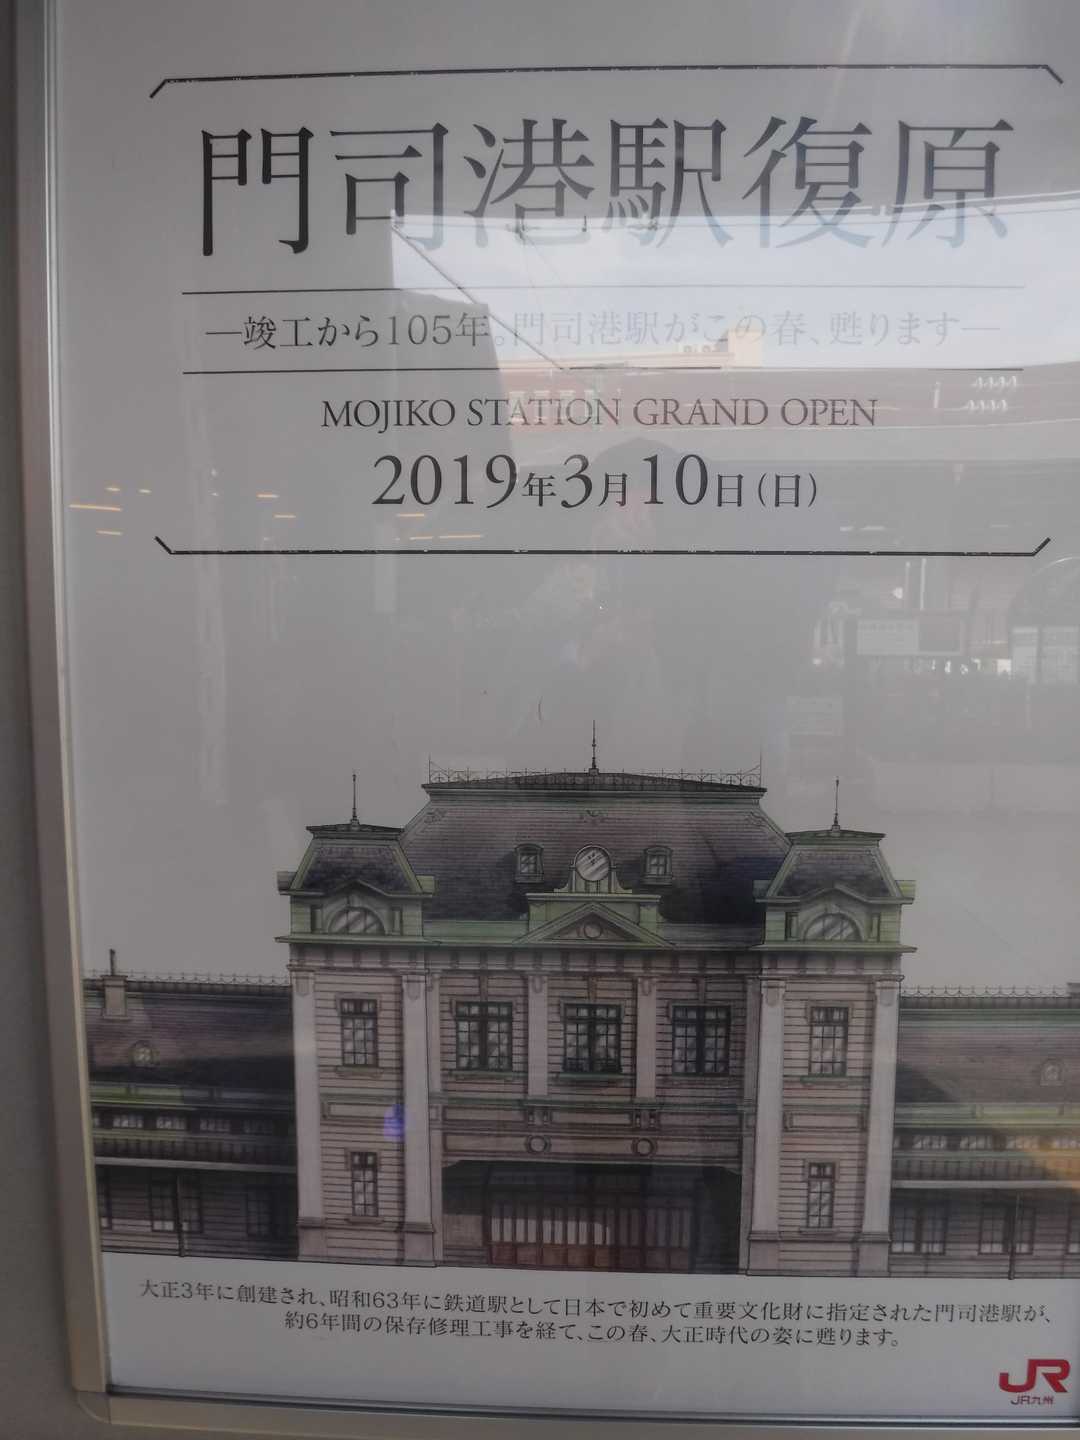 門司港駅復原
―竣工から105年。門司港駅がこの春、甦ります―
MOJIKO STATION GRAND OPEN
2019年3月10日(日)
大正3年に創建され、昭和63年に鉄道駅として日本で初めて重要文化財に指定された門司港駅が、
約6年間の保存修理工事を経て、この春、大正時代の姿に甦ります。
JR
JR九州